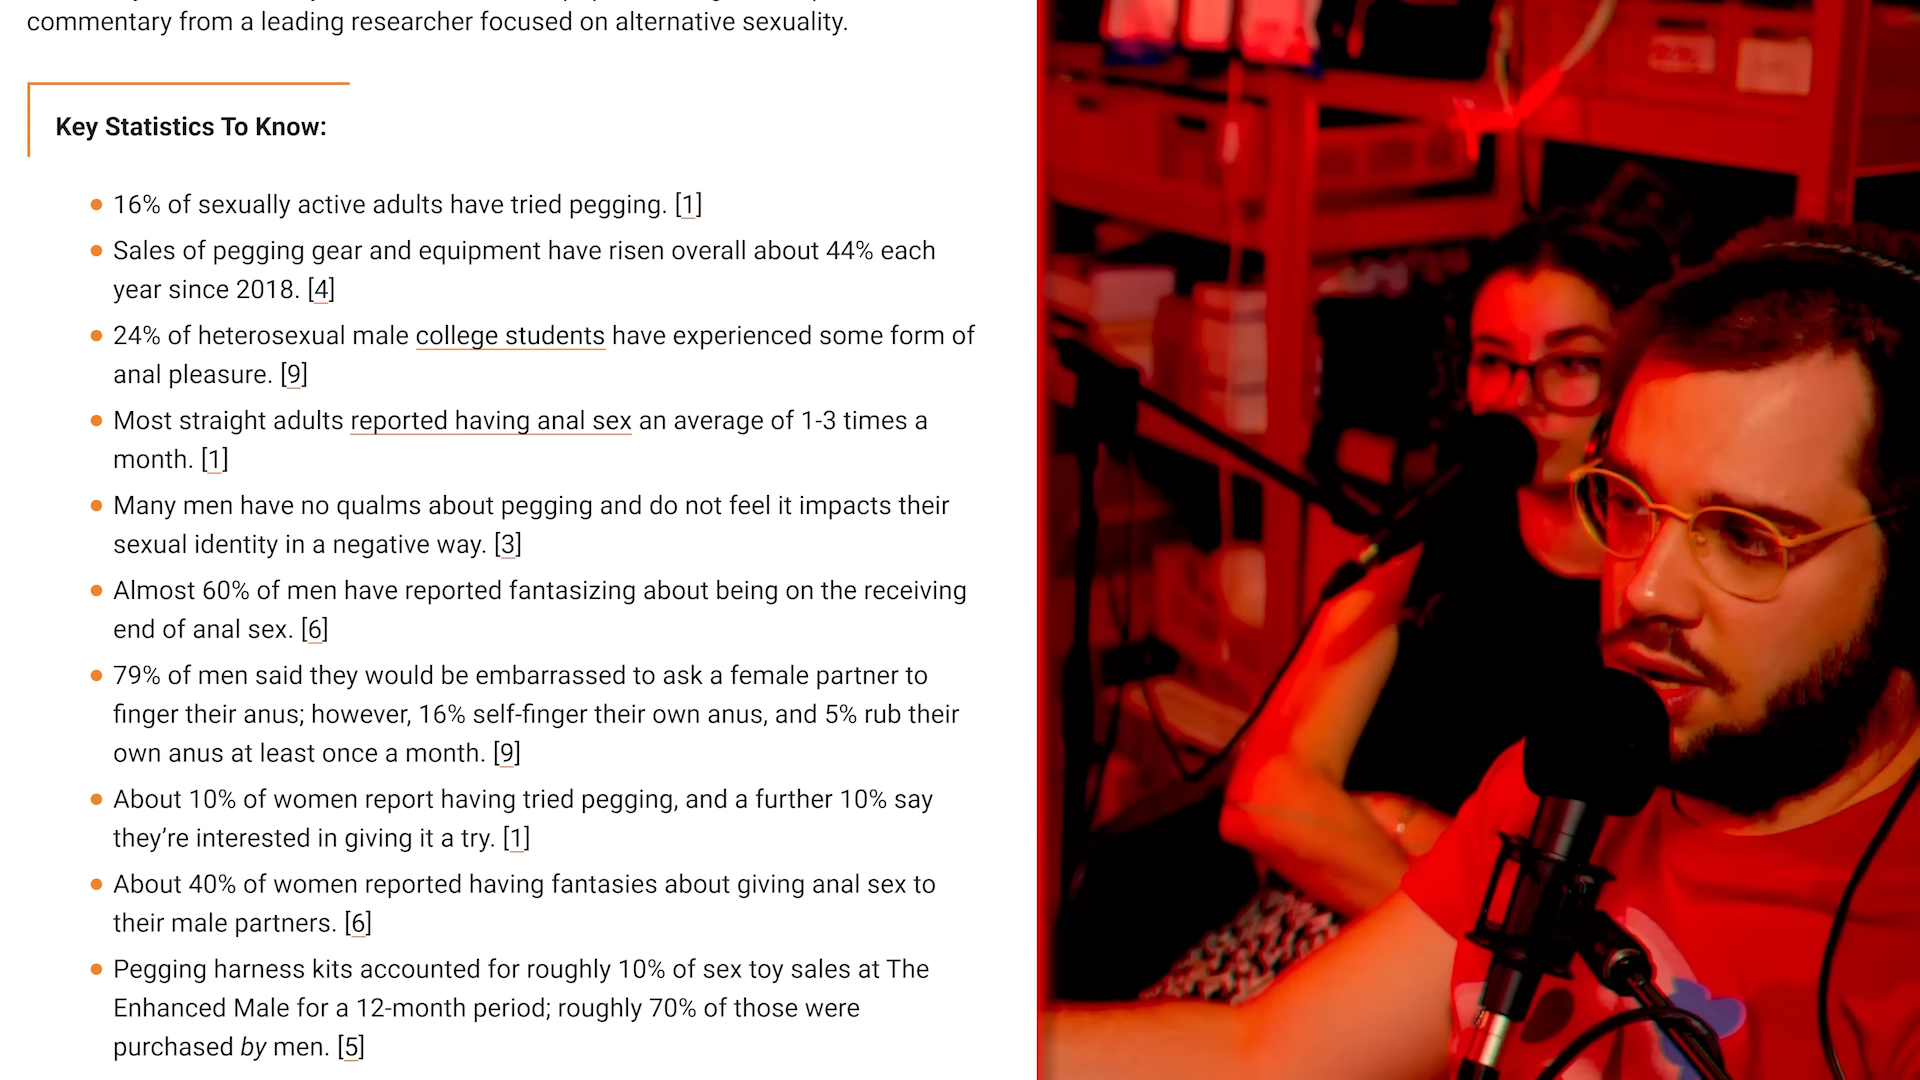 commentary from a leading researcher focused on alternative sexuality.
Key Statistics To Know:
16% of sexually active adults have tried pegging. [1]
Sales of pegging gear and equipment have risen overall about 44% each
year since 2018. [4]
24% of heterosexual male college students have experienced some form of
anal pleasure. [9]
Most straight adults reported having anal sex an average of 1-3 times a
month. [1]
Many men have no qualms about pegging and do not feel it impacts their
sexual identity in a negative way. [3]
Almost 60% of men have reported fantasizing about being on the receiving
end of anal sex. [6]
79% of men said they would be embarrassed to ask a female partner to
finger their anus; however, 16% self-finger their own anus, and 5% rub their
own anus at least once a month. [9]
About 10% of women report having tried pegging, and a further 10% say
they’re interested in giving it a try. [1]
About 40% of women reported having fantasies about giving anal sex to
their male partners. [6]
Pegging harness kits accounted for roughly 10% of sex toy sales at The
Enhanced Male for a 12-month period; roughly 70% of those were
purchased by men. [5]